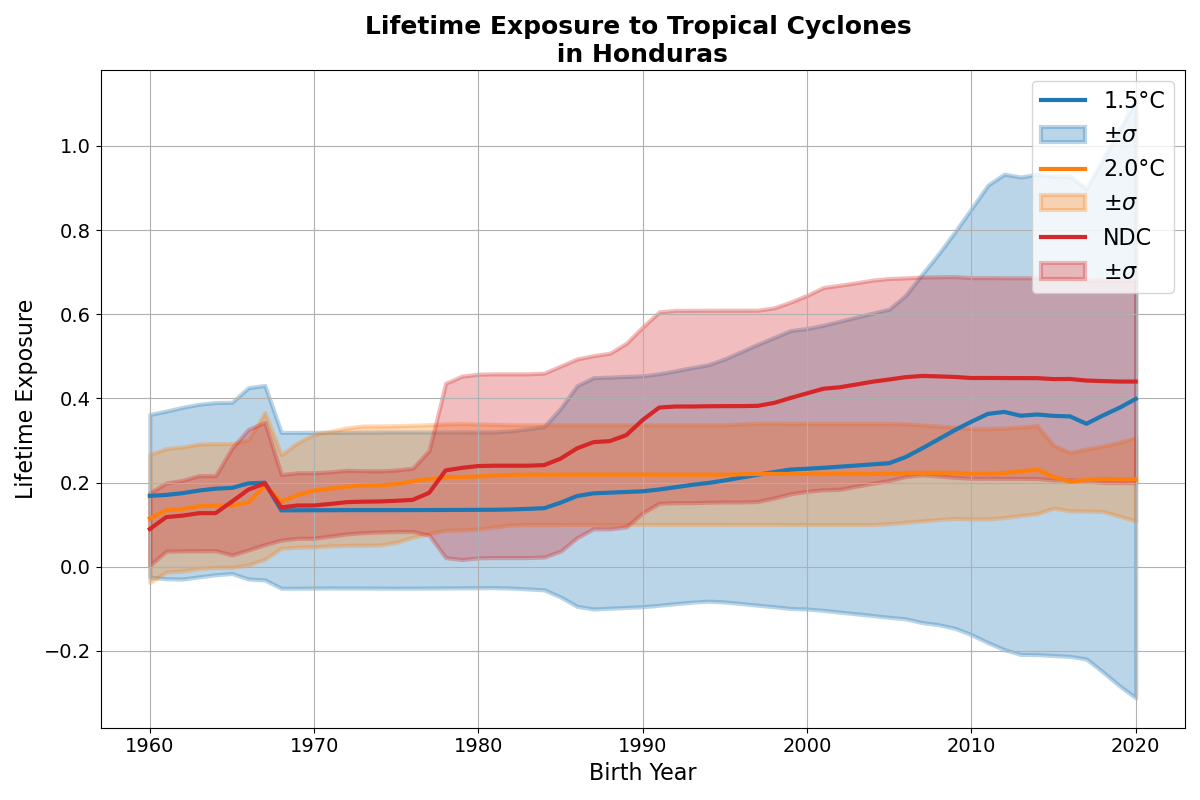 Lifetime Exposure to Tropical Cyclones
in Honduras
1.5°C
±σ
2.0°C
±σ
NDC
±σ
Lifetime Exposure
1.0
0.8
0.6
0.4
0.2
0.0
−0.2
1960
1970
1980
1990
2000
2010
2020
Birth Year